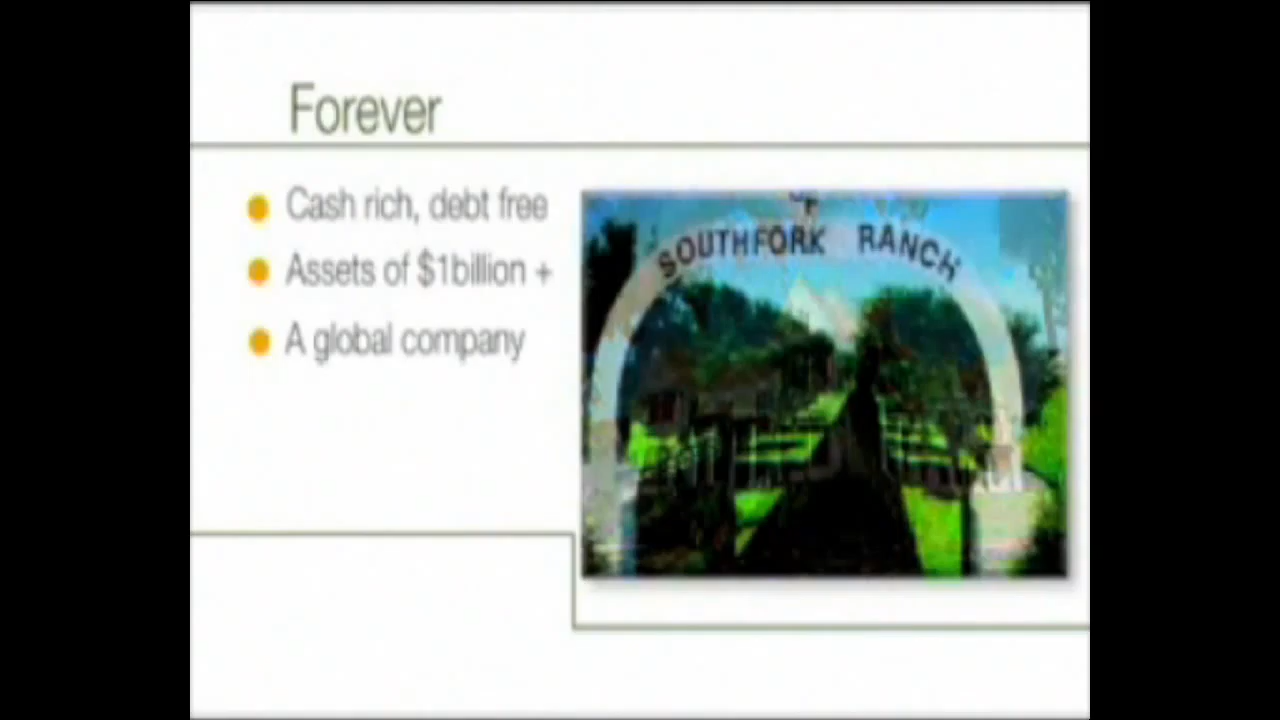 Forever
Cash rich, debt free
Assets of $1billion +
A global company
SOUTHFORK RANCH